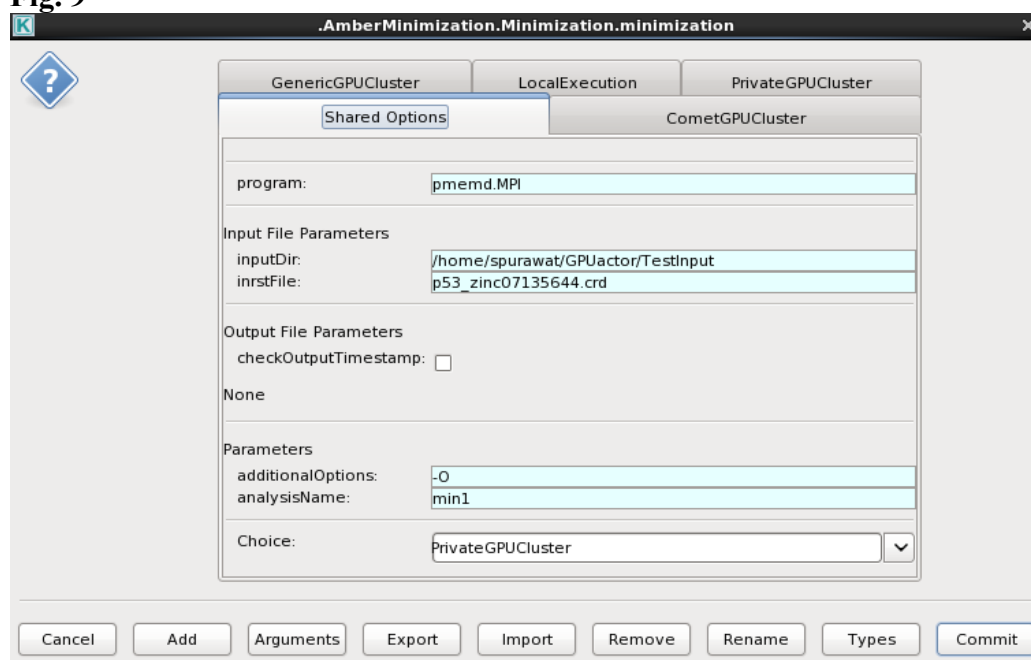 K .AmberMinimization.Minimization.minimization x
?
GenericGPUCluster LocalExecution PrivateGPUCluster
Shared Options CometGPUCluster
program: pmemd.MPI
Input File Parameters
inputDir: /home/spurawat/GPUactor/TestInput
inrstFile: p53_zinc07135644.crd
Output File Parameters
checkOutputTimestamp:
None
Parameters
additionalOptions: -O
analysisName: min1
Choice: PrivateGPUCluster
Cancel Add Arguments Export Import Remove Rename Types Commit